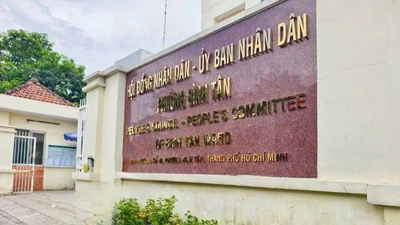 HỘI ĐỒNG NHÂN DÂN - ỦY BAN NHÂN DÂN
PHƯỜNG BÌNH TÂN
PEOPLE'S COUNCIL - PEOPLE'S COMMITTEE
OF BINH TAN WARD
THÀNH PHỐ HỒ CHÍ MINH